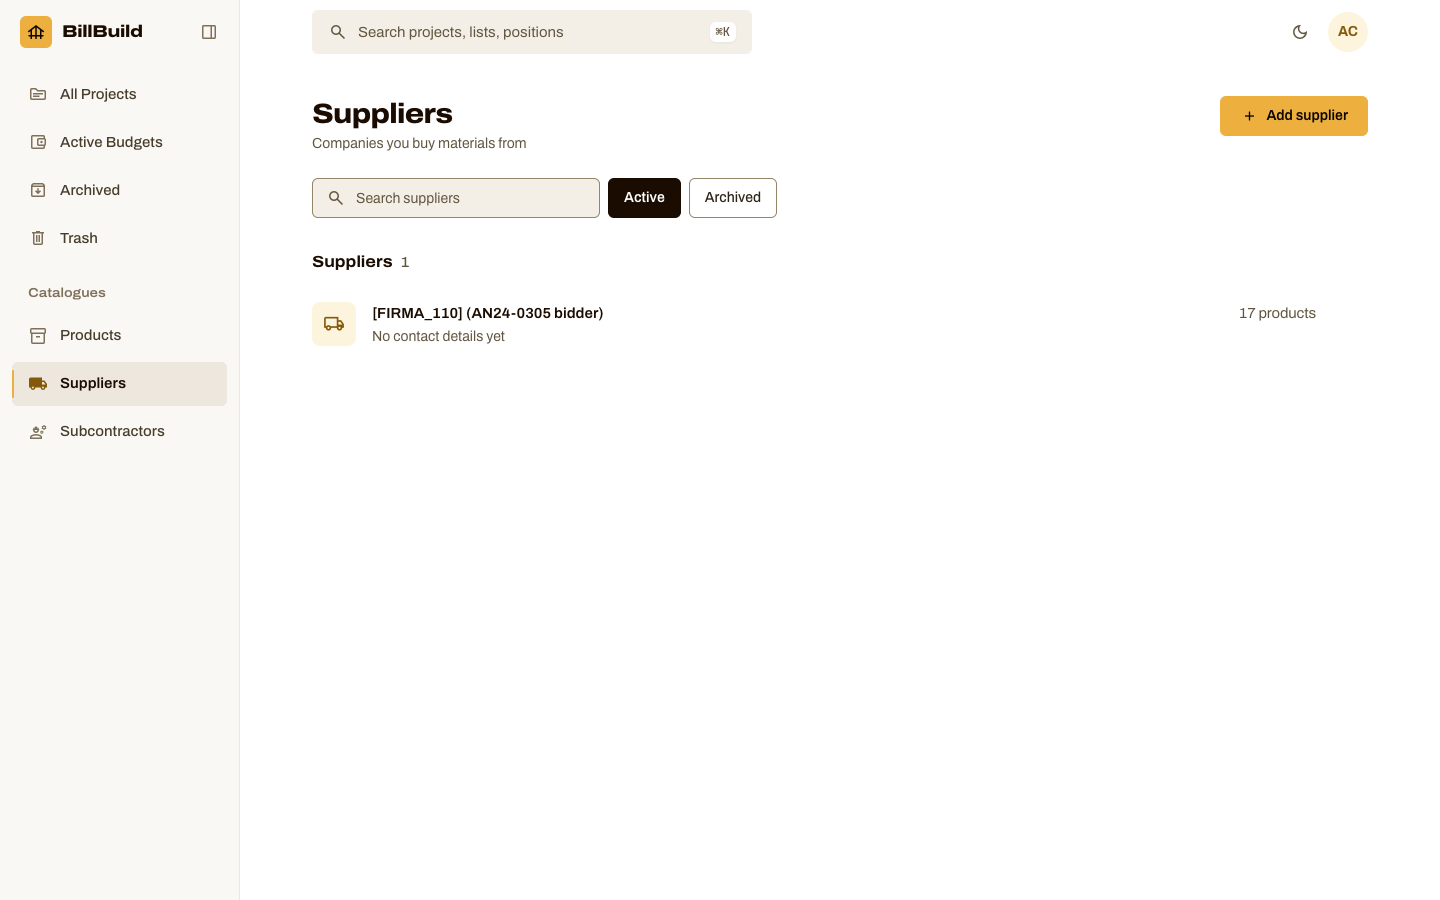 BillBuild
Search projects, lists, positions
⌘K
AC
All Projects
Active Budgets
Archived
Trash
Catalogues
Products
Suppliers
Subcontractors
Suppliers
Companies you buy materials from
Add supplier
Search suppliers
Active
Archived
Suppliers 1
[FIRMA_110] (AN24-0305 bidder)
17 products
No contact details yet